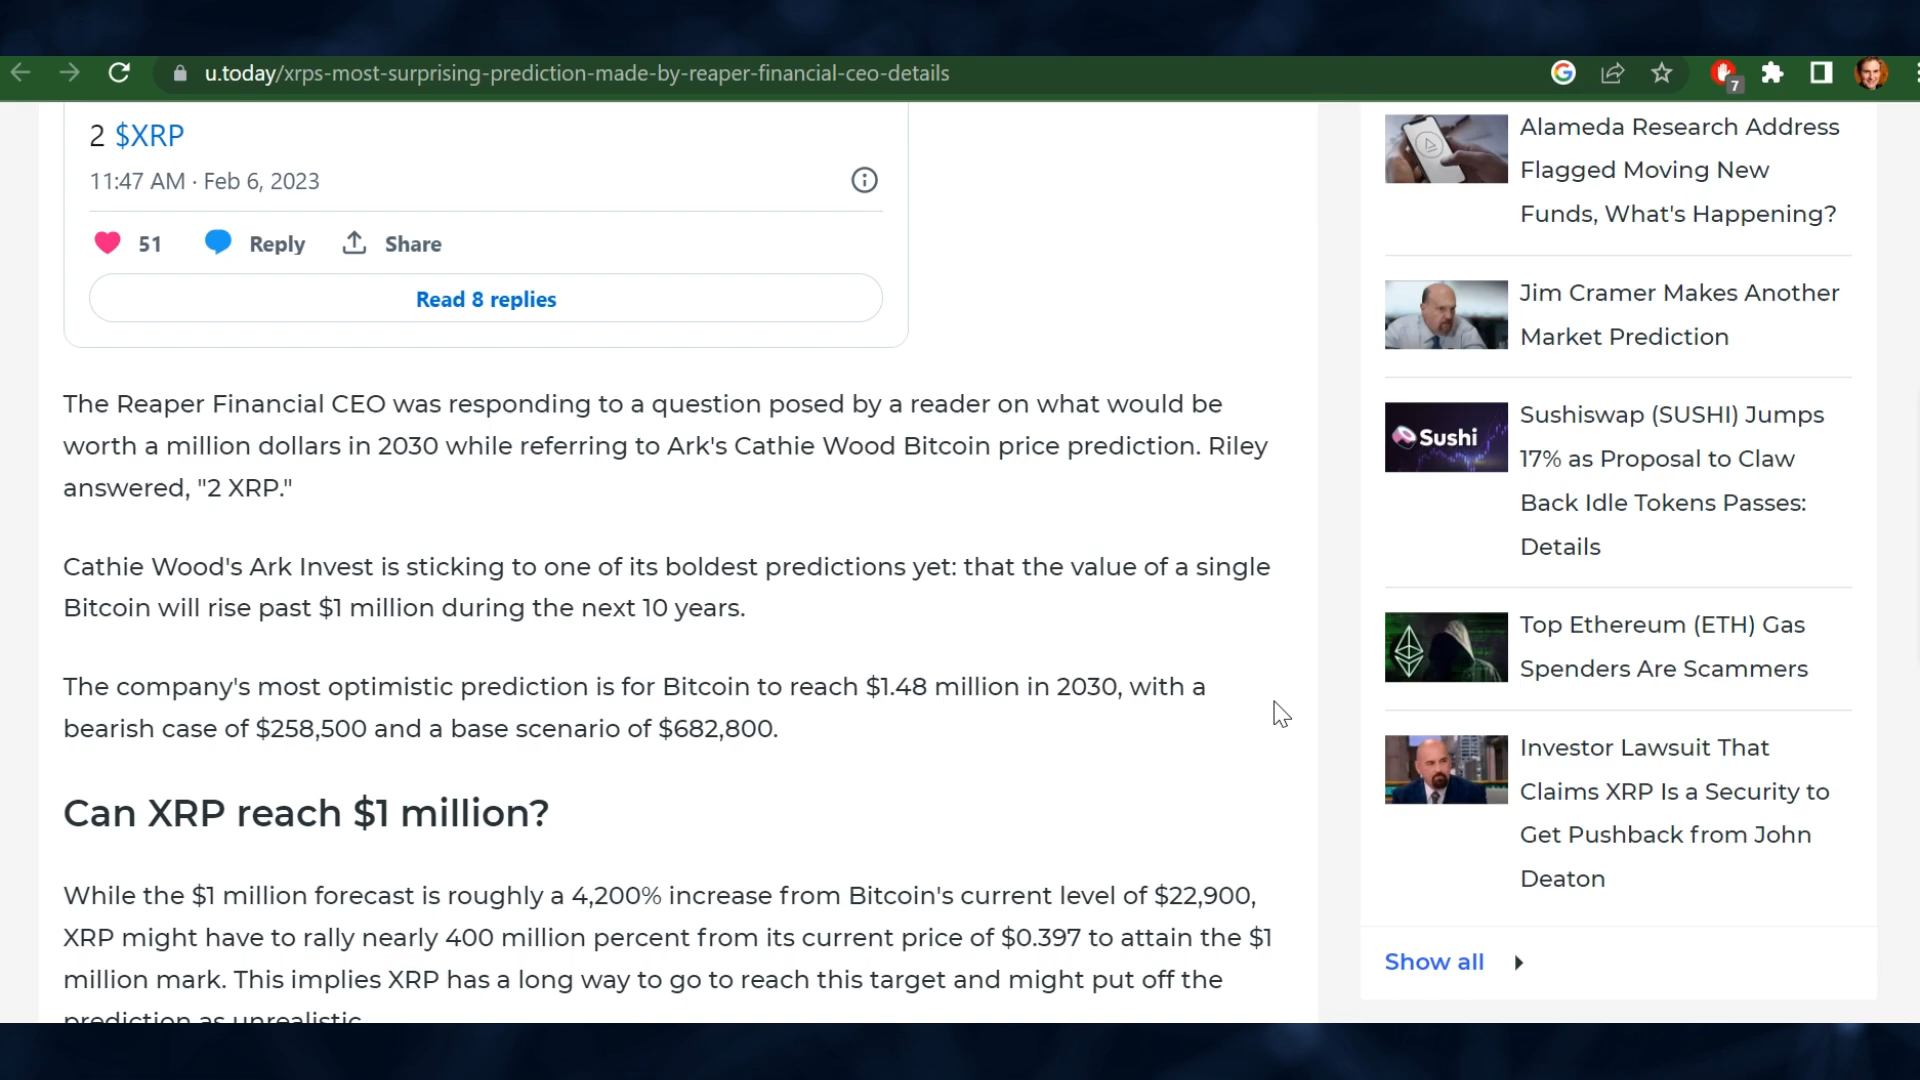 u.today/xrps-most-surprising-prediction-made-by-reaper-financial-ceo-details
7
2 $XRP
11:47 AM · Feb 6, 2023
51 Reply Share
Read 8 replies
The Reaper Financial CEO was responding to a question posed by a reader on what would be
worth a million dollars in 2030 while referring to Ark's Cathie Wood Bitcoin price prediction. Riley
answered, "2 XRP."
Cathie Wood's Ark Invest is sticking to one of its boldest predictions yet: that the value of a single
Bitcoin will rise past $1 million during the next 10 years.
The company's most optimistic prediction is for Bitcoin to reach $1.48 million in 2030, with a
bearish case of $258,500 and a base scenario of $682,800.
Can XRP reach $1 million?
While the $1 million forecast is roughly a 4,200% increase from Bitcoin's current level of $22,900,
XRP might have to rally nearly 400 million percent from its current price of $0.397 to attain the $1
million mark. This implies XRP has a long way to go to reach this target and might put off the
prediction as unrealistic.
Alameda Research Address
Flagged Moving New
Funds, What's Happening?
Jim Cramer Makes Another
Market Prediction
Sushi
Sushiswap (SUSHI) Jumps
17% as Proposal to Claw
Back Idle Tokens Passes:
Details
Top Ethereum (ETH) Gas
Spenders Are Scammers
Investor Lawsuit That
Claims XRP Is a Security to
Get Pushback from John
Deaton
Show all